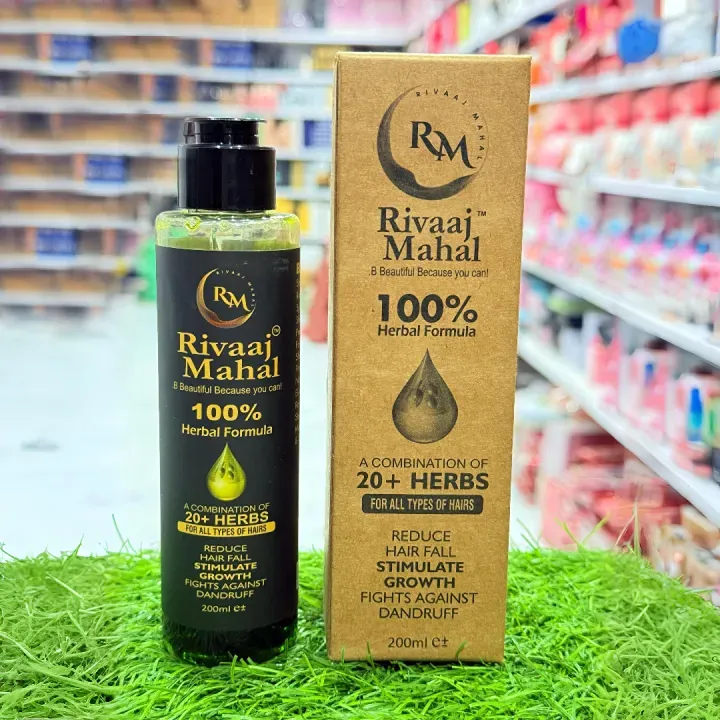 RIVAAJ MAHAL
RM
Rivaaj™
Mahal
.B Beautiful Because you can!
100%
Herbal Formula
A COMBINATION OF
20+ HERBS
FOR ALL TYPES OF HAIRS
REDUCE
HAIR FALL
STIMULATE
GROWTH
FIGHTS AGAINST
DANDRUFF
200ml e±
RIVAAJ MAHAL
RM
Rivaaj™
Mahal
.B Beautiful Because you can!
100%
Herbal Formula
A COMBINATION OF
20+ HERBS
FOR ALL TYPES OF HAIRS
REDUCE
HAIR FALL
STIMULATE
GROWTH
FIGHTS AGAINST
DANDRUFF
200ml e±